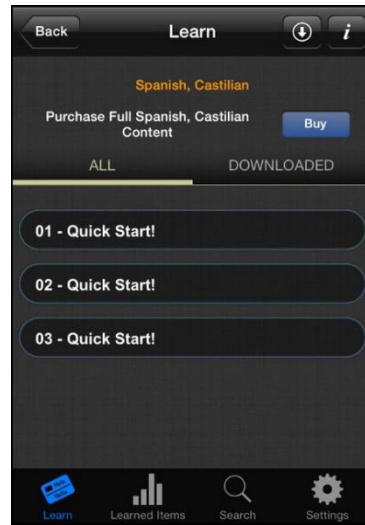 Back
Learn
i
Spanish, Castilian
Purchase Full Spanish, Castilian
Content
Buy
ALL
DOWNLOADED
01 - Quick Start!
02 - Quick Start!
03 - Quick Start!
Learn
Learned Items
Search
Settings